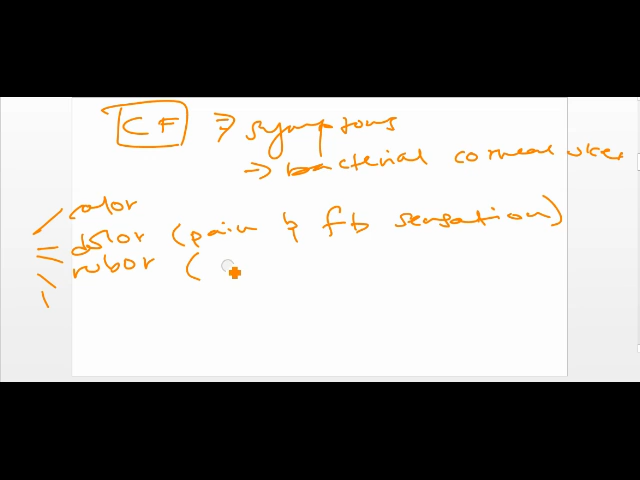 CF => symptoms
-> bacterial corneal ulcer
calor
dolor (pain & fb sensation)
rubor (